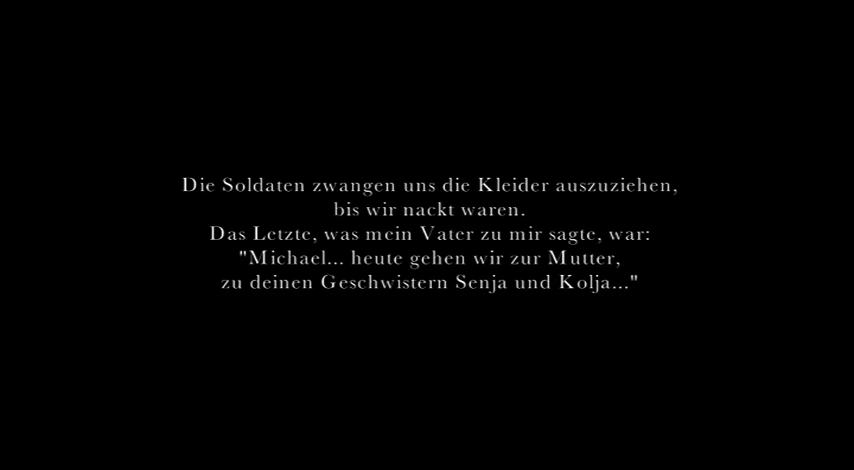 Die Soldaten zwangen uns die Kleider auszuziehen,
bis wir nackt waren.
Das Letzte, was mein Vater zu mir sagte, war:
"Michael... heute gehen wir zur Mutter,
zu deinen Geschwistern Senja und Kolja..."